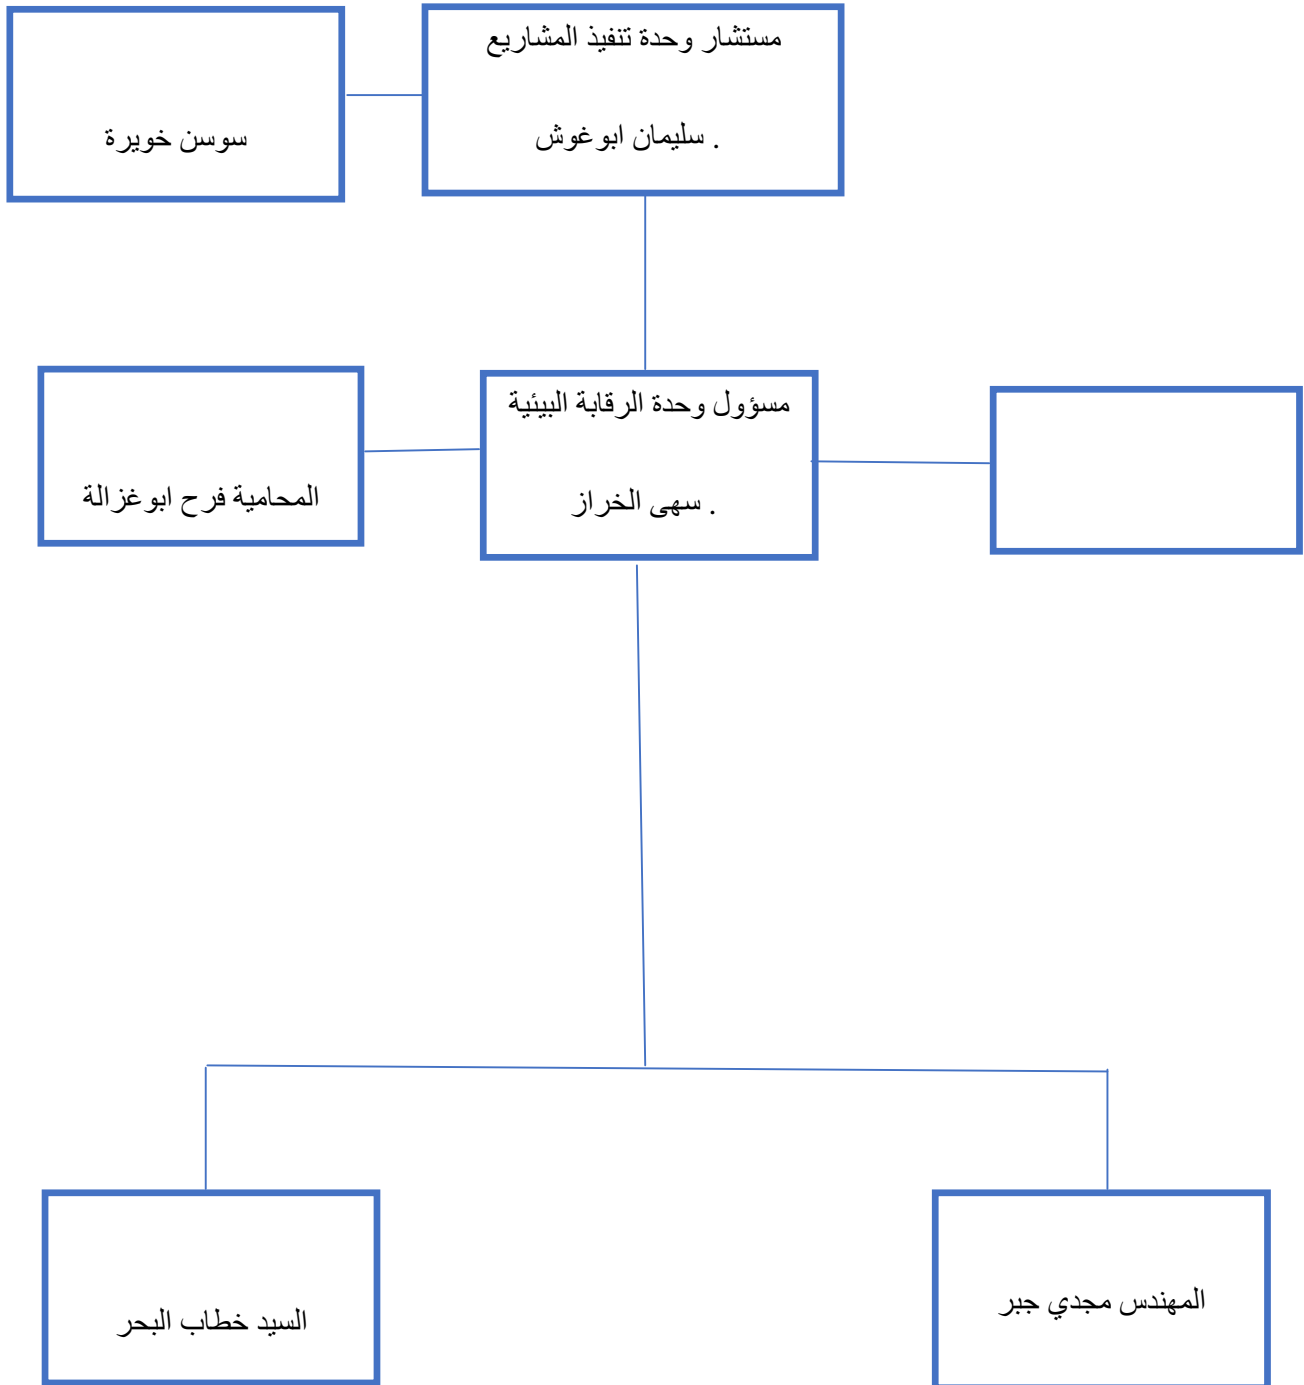 مستشار وحدة تنفيذ المشاريع
. سليمان ابوغوش
سوسن خويرة
مسؤول وحدة الرقابة البيئية
. سهى الخراز
المحامية فرح ابوغزالة
المهندس مجدي جبر
السيد خطاب البحر